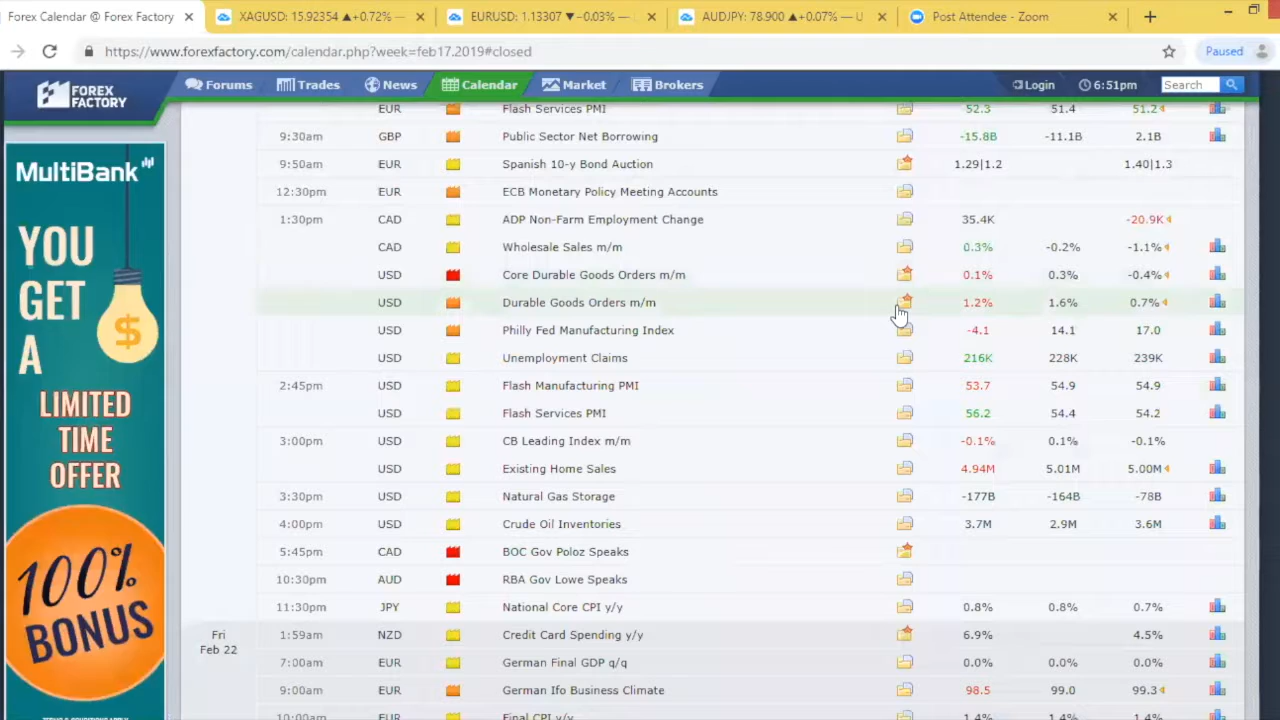 Forex Calendar @ Forex Factory
XAGUSD: 15.92354 ▲+0.72% —
EURUSD: 1.13307 ▼−0.03% —
AUDJPY: 78.900 ▲+0.07% — U
Post Attendee - Zoom
https://www.forexfactory.com/calendar.php?week=feb17.2019#closed
Paused
FOREX FACTORY
Forums
Trades
News
Calendar
Market
Brokers
Login
6:51pm
Search
MultiBank
YOU
GET
A
$
LIMITED
TIME
OFFER
100%
BONUS
EUR Flash Services PMI 52.3 51.4 51.2
9:30am GBP Public Sector Net Borrowing -15.8B -11.1B 2.1B
9:50am EUR Spanish 10-y Bond Auction 1.29|1.2 1.40|1.3
12:30pm EUR ECB Monetary Policy Meeting Accounts
1:30pm CAD ADP Non-Farm Employment Change 35.4K -20.9K
CAD Wholesale Sales m/m 0.3% -0.2% -1.1%
USD Core Durable Goods Orders m/m 0.1% 0.3% -0.4%
USD Durable Goods Orders m/m 1.2% 1.6% 0.7%
USD Philly Fed Manufacturing Index -4.1 14.1 17.0
USD Unemployment Claims 216K 228K 239K
2:45pm USD Flash Manufacturing PMI 53.7 54.9 54.9
USD Flash Services PMI 56.2 54.4 54.2
3:00pm USD CB Leading Index m/m -0.1% 0.1% -0.1%
USD Existing Home Sales 4.94M 5.01M 5.00M
3:30pm USD Natural Gas Storage -177B -164B -78B
4:00pm USD Crude Oil Inventories 3.7M 2.9M 3.6M
5:45pm CAD BOC Gov Poloz Speaks
10:30pm AUD RBA Gov Lowe Speaks
11:30pm JPY National Core CPI y/y 0.8% 0.8% 0.7%
Fri
Feb 22
1:59am NZD Credit Card Spending y/y 6.9% 4.5%
7:00am EUR German Final GDP q/q 0.0% 0.0% 0.0%
9:00am EUR German Ifo Business Climate 98.5 99.0 99.3
10:00am EUR Final CPI y/y 1.4% 1.4% 1.4%